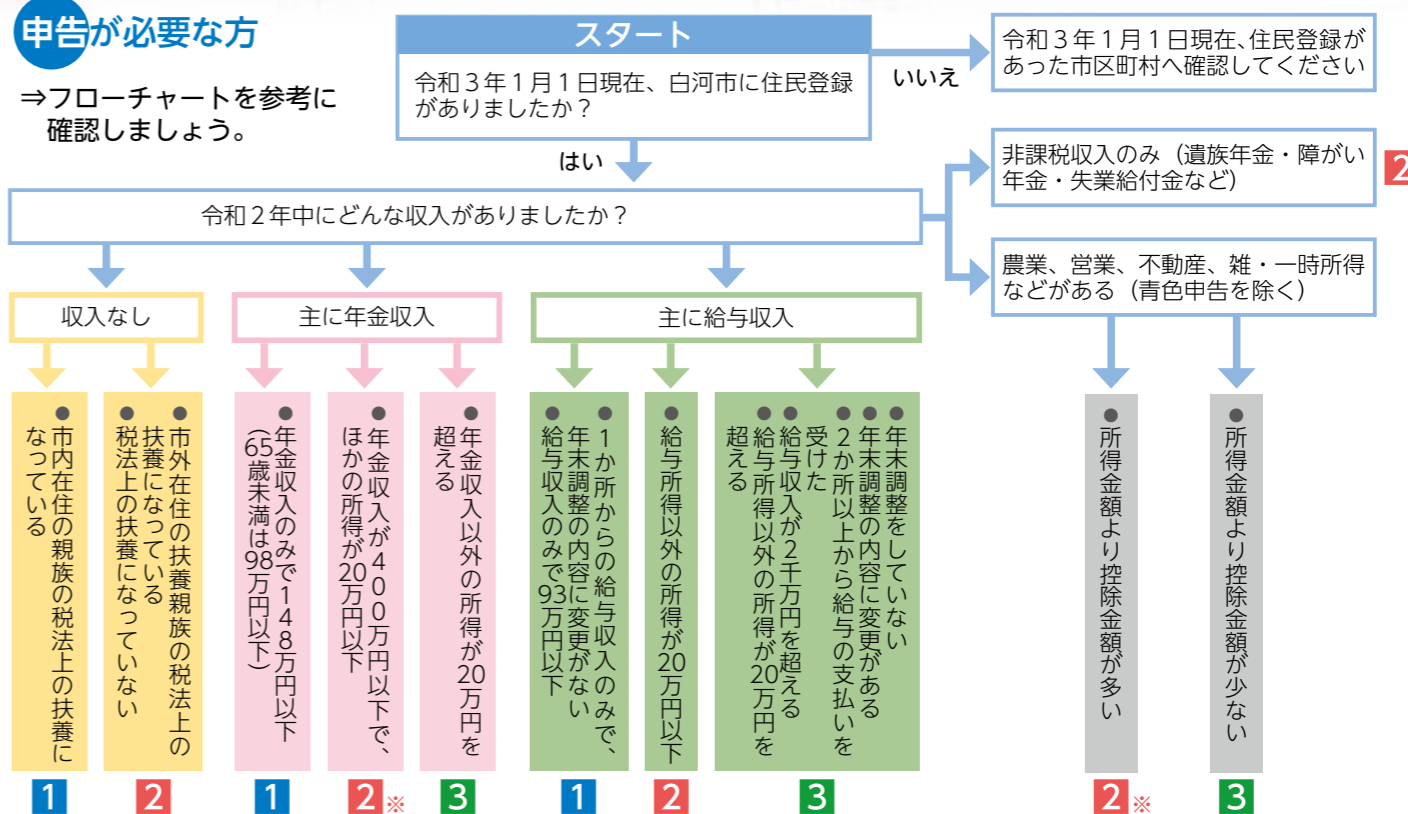 申告が必要な方
⇒フローチャートを参考に
確認しましょう。
スタート
令和3年1月1日現在、白河市に住民登録
がありましたか？
いいえ
令和3年1月1日現在、住民登録が
あった市区町村へ確認してください
はい
令和2年中にどんな収入がありましたか？
非課税収入のみ（遺族年金・障がい
年金・失業給付金など）
2
農業、営業、不動産、雑・一時所得
などがある（青色申告を除く）
収入なし
主に年金収入
主に給与収入
●市内在住の親族の税法上の扶養に
なっている
1
●市外在住の扶養親族の税法上の
扶養になっている
●税法上の扶養になっていない
2
●年金収入のみで148万円以下
（65歳未満は98万円以下）
1
●年金収入が400万円以下で、
ほかの所得が20万円以下
2※
●年金収入以外の所得が20万円を
超える
3
●1か所からの給与収入のみで、
年末調整の内容に変更がない
●給与収入のみで93万円以下
1
●給与所得以外の所得が20万円以下
2
●年末調整をしていない
●年末調整の内容に変更がある
●2か所以上から給与の支払いを
受けた
●給与収入が2千万円を超える
●給与所得以外の所得が20万円を
超える
3
●所得金額より控除金額が多い
2※
●所得金額より控除金額が少ない
3